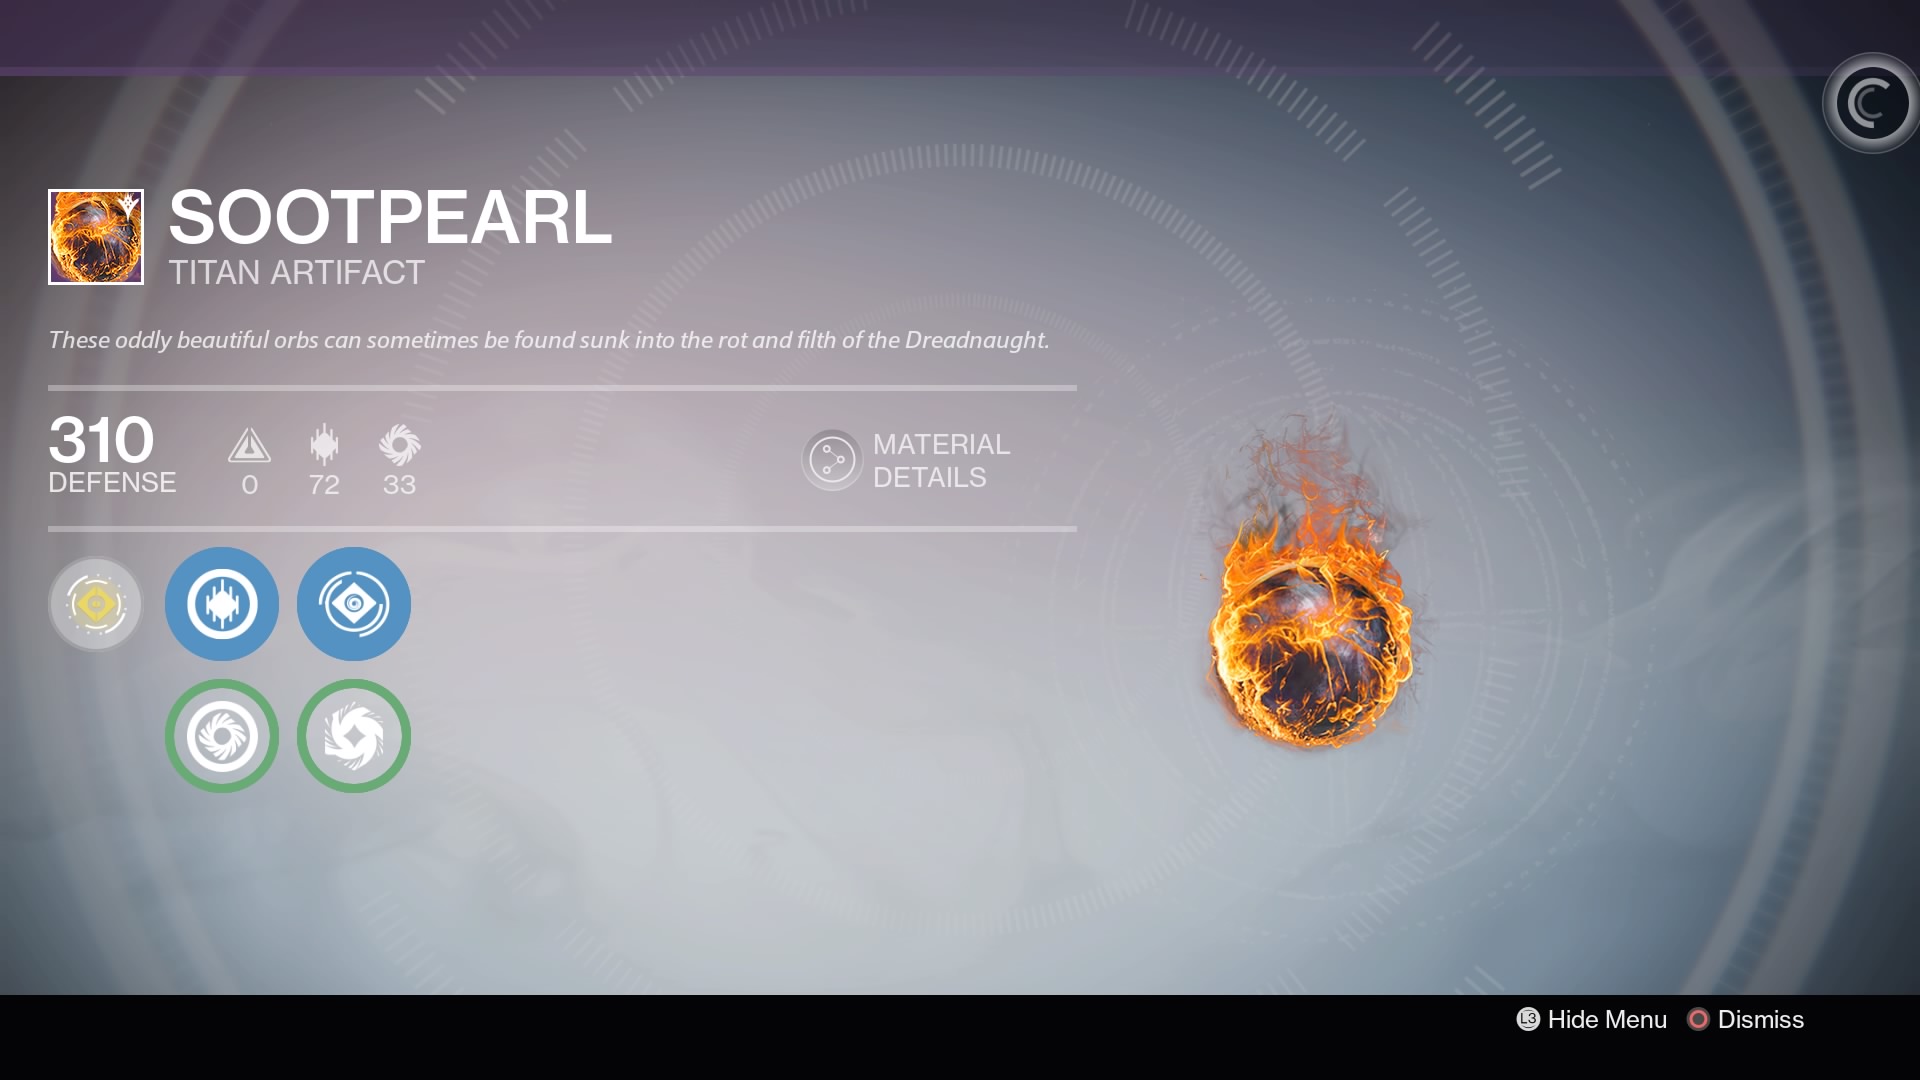 SOOTPEARL
TITAN ARTIFACT
These oddly beautiful orbs can sometimes be found sunk into the rot and filth of the Dreadnaught.
310
DEFENSE
0 72 33
MATERIAL
DETAILS
L3 Hide Menu Dismiss